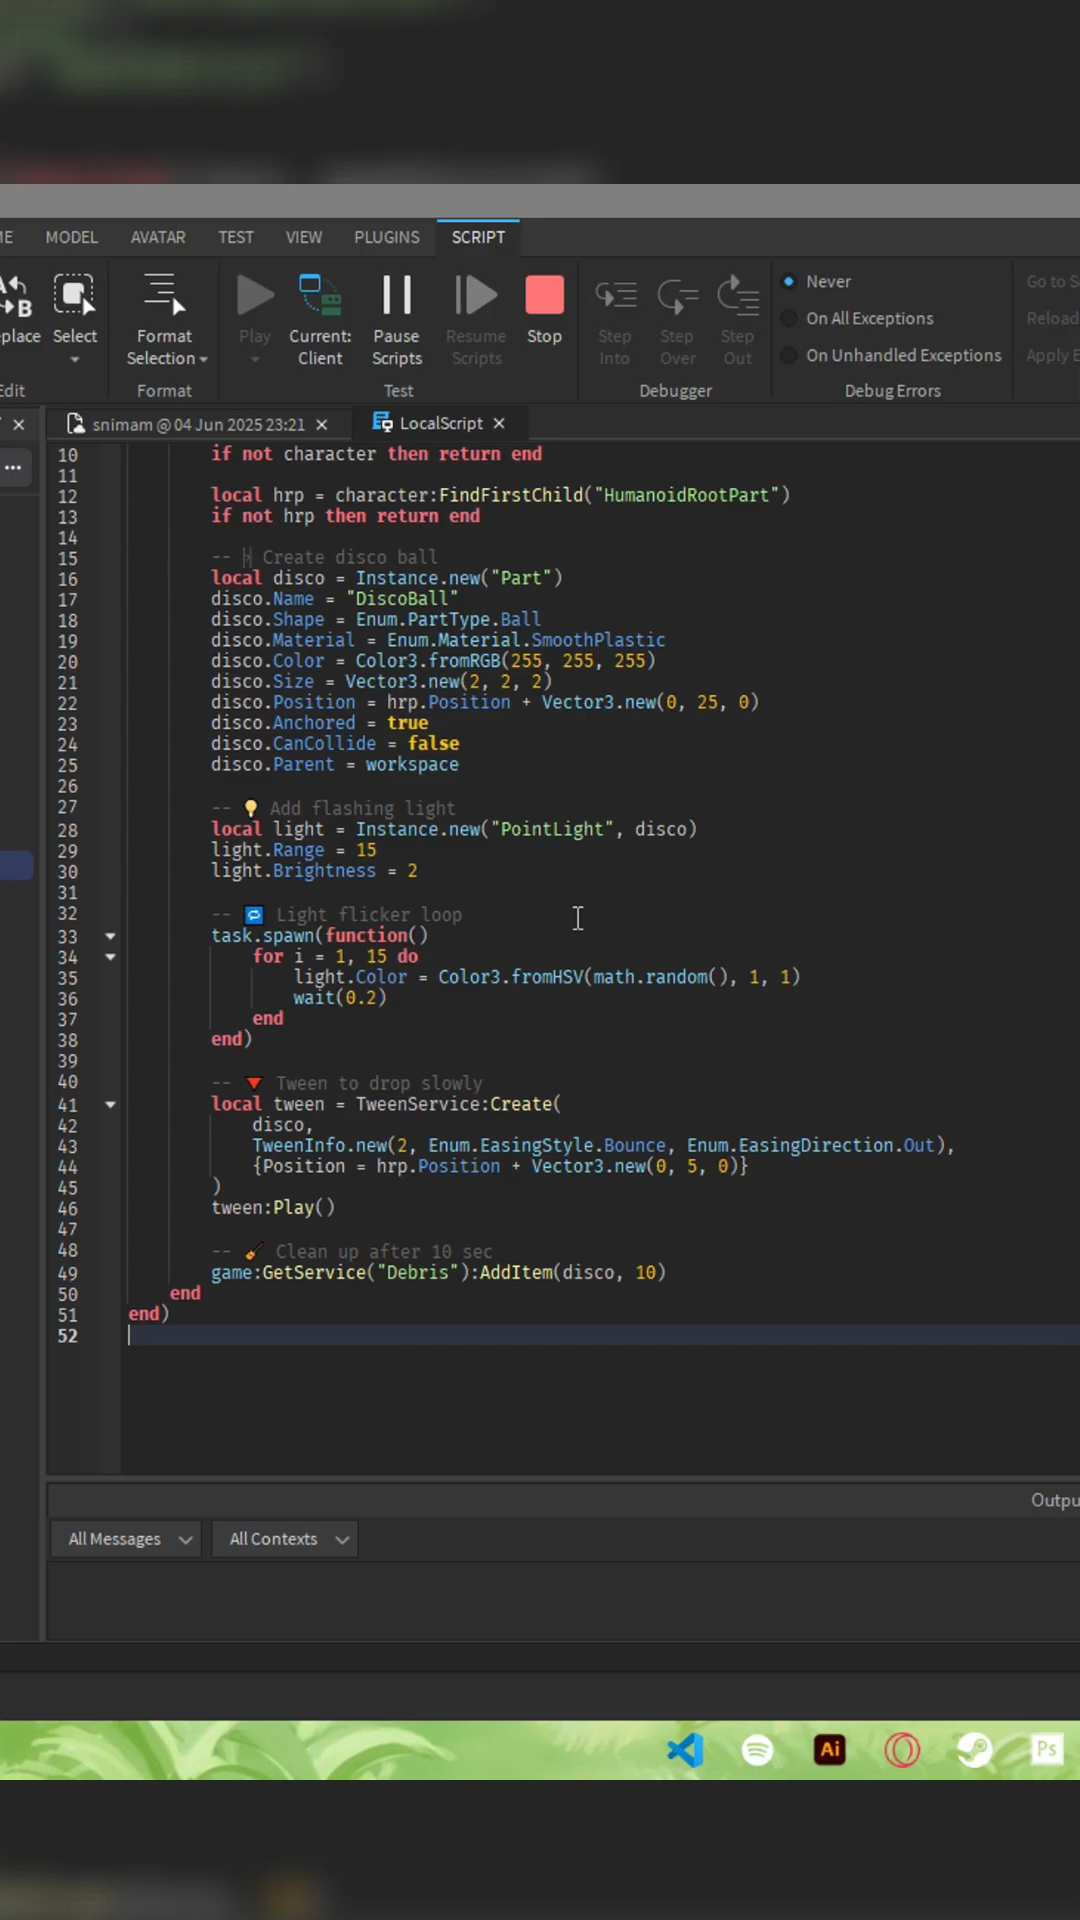 MODEL AVATAR TEST VIEW PLUGINS SCRIPT
Select
Format
Selection
Play
Current:
Client
Pause
Scripts
Resume
Scripts
Stop
Step
Into
Step
Over
Step
Out
Never
On All Exceptions
On Unhandled Exceptions
Format
Test
Debugger
Debug Errors
snimam @ 04 Jun 2025 23:21 LocalScript
10 if not character then return end
11
12 local hrp = character:FindFirstChild("HumanoidRootPart")
13 if not hrp then return end
14
15 -- Create disco ball
16 local disco = Instance.new("Part")
17 disco.Name = "DiscoBall"
18 disco.Shape = Enum.PartType.Ball
19 disco.Material = Enum.Material.SmoothPlastic
20 disco.Color = Color3.fromRGB(255, 255, 255)
21 disco.Size = Vector3.new(2, 2, 2)
22 disco.Position = hrp.Position + Vector3.new(0, 25, 0)
23 disco.Anchored = true
24 disco.CanCollide = false
25 disco.Parent = workspace
26
27 -- 💡 Add flashing light
28 local light = Instance.new("PointLight", disco)
29 light.Range = 15
30 light.Brightness = 2
31
32 -- 🔁 Light flicker loop
33 task.spawn(function()
34 for i = 1, 15 do
35 light.Color = Color3.fromHSV(math.random(), 1, 1)
36 wait(0.2)
37 end
38 end)
39
40 -- 🔻 Tween to drop slowly
41 local tween = TweenService:Create(
42 disco,
43 TweenInfo.new(2, Enum.EasingStyle.Bounce, Enum.EasingDirection.Out),
44 {Position = hrp.Position + Vector3.new(0, 5, 0)}
45 )
46 tween:Play()
47
48 -- 🧹 Clean up after 10 sec
49 game:GetService("Debris"):AddItem(disco, 10)
50 end
51 end)
52
All Messages All Contexts
Ai
Ps